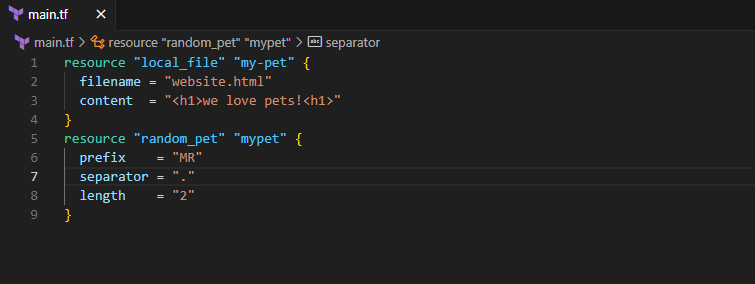 main.tf ×
main.tf > resource "random_pet" "mypet" > abc separator
1 resource "local_file" "my-pet" {
2   filename = "website.html"
3   content  = "<h1>we love pets!<h1>"
4 }
5 resource "random_pet" "mypet" {
6   prefix    = "MR"
7   separator = "."
8   length    = "2"
9 }